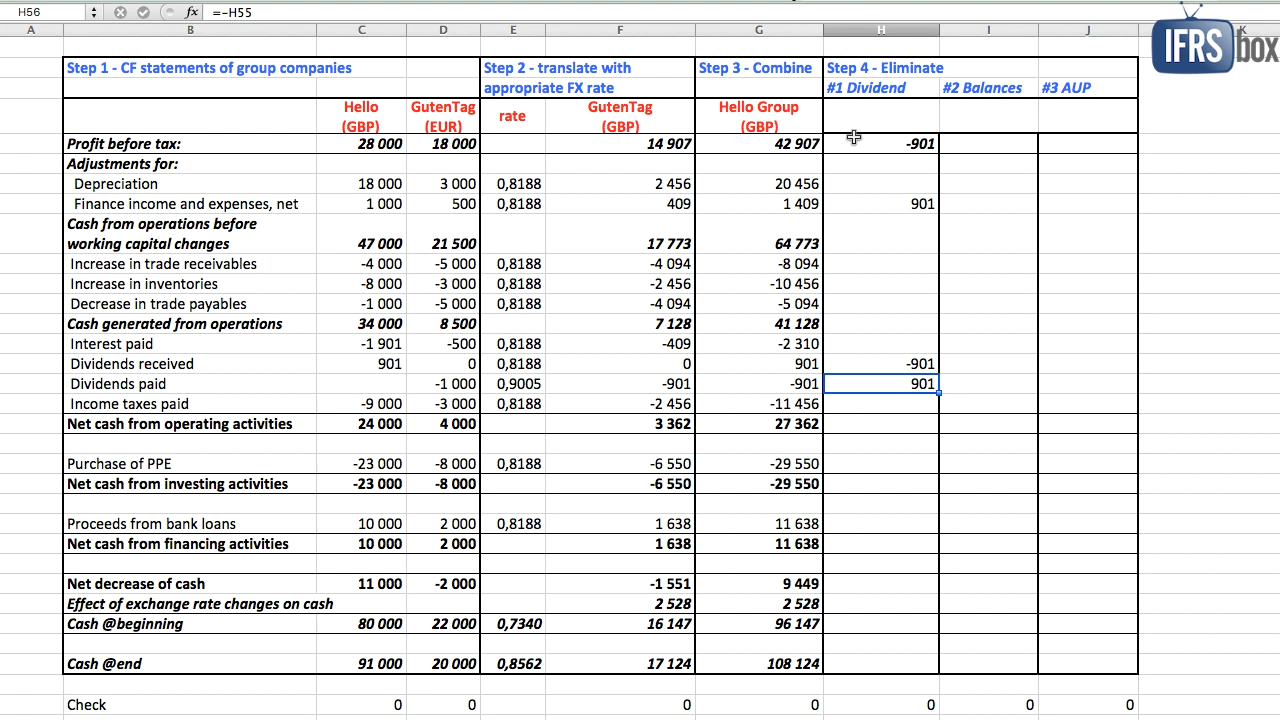 H56 fx =-H55
A B C D E F H I J K
G
IFRSbox
Step 1 - CF statements of group companies Step 2 - translate with Step 3 - Combine Step 4 - Eliminate
appropriate FX rate #1 Dividend #2 Balances #3 AUP
Hello GutenTag rate GutenTag Hello Group
(GBP) (EUR) (GBP) (GBP)
Profit before tax: 28 000 18 000 14 907 42 907 -901
Adjustments for:
Depreciation 18 000 3 000 0,8188 2 456 20 456
Finance income and expenses, net 1 000 500 0,8188 409 1 409 901
Cash from operations before
working capital changes 47 000 21 500 17 773 64 773
Increase in trade receivables -4 000 -5 000 0,8188 -4 094 -8 094
Increase in inventories -8 000 -3 000 0,8188 -2 456 -10 456
Decrease in trade payables -1 000 -5 000 0,8188 -4 094 -5 094
Cash generated from operations 34 000 8 500 7 128 41 128
Interest paid -1 901 -500 0,8188 -409 -2 310
Dividends received 901 0 0,8188 0 901 -901
Dividends paid -1 000 0,9005 -901 -901 901
Income taxes paid -9 000 -3 000 0,8188 -2 456 -11 456
Net cash from operating activities 24 000 4 000 3 362 27 362
Purchase of PPE -23 000 -8 000 0,8188 -6 550 -29 550
Net cash from investing activities -23 000 -8 000 -6 550 -29 550
Proceeds from bank loans 10 000 2 000 0,8188 1 638 11 638
Net cash from financing activities 10 000 2 000 1 638 11 638
Net decrease of cash 11 000 -2 000 -1 551 9 449
Effect of exchange rate changes on cash 2 528 2 528
Cash @beginning 80 000 22 000 0,7340 16 147 96 147
Cash @end 91 000 20 000 0,8562 17 124 108 124
Check 0 0 0 0 0 0 0